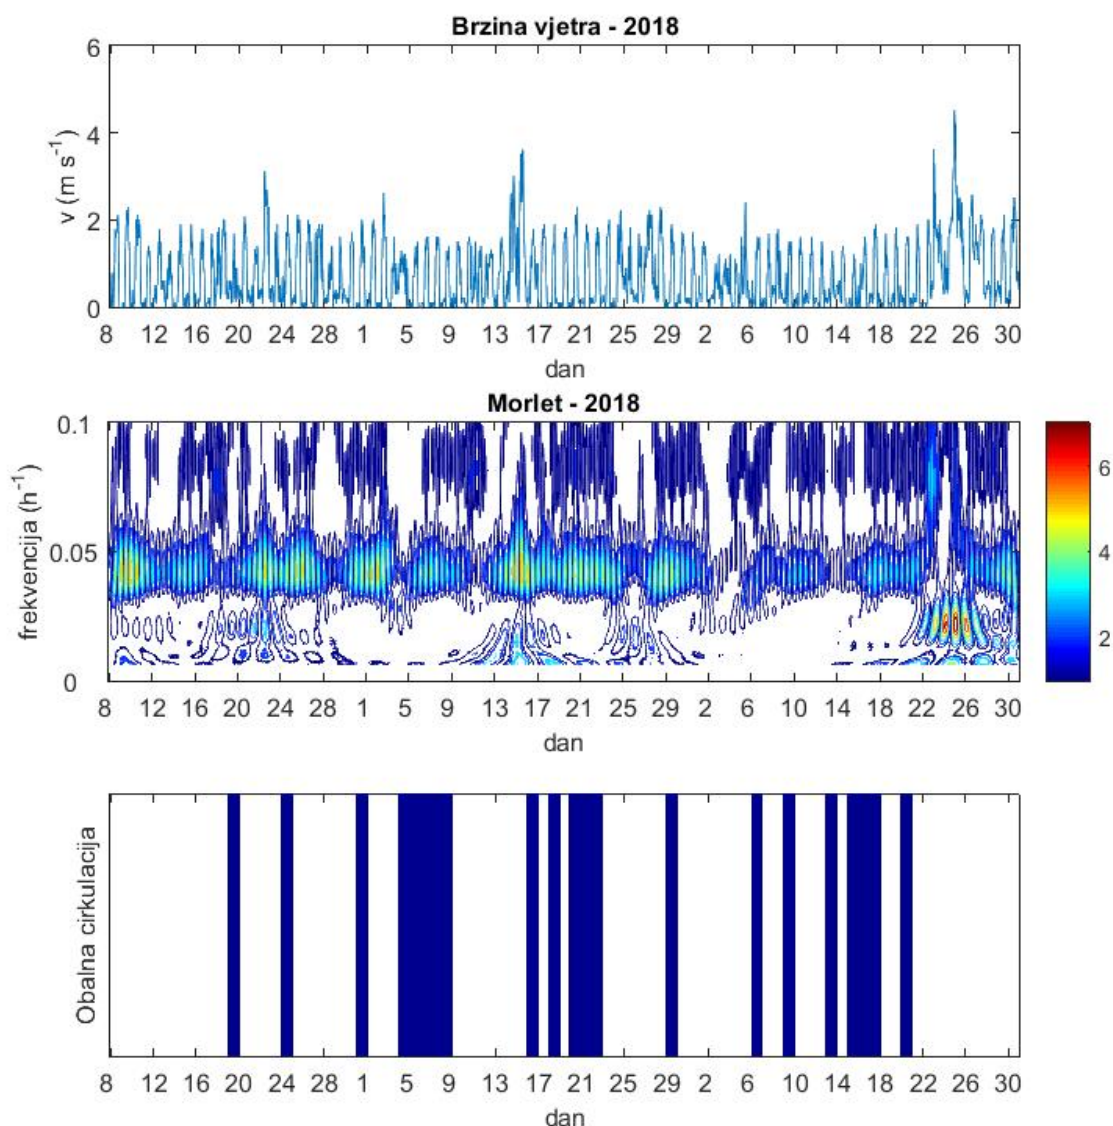 Brzina vjetra - 2018
6
4
2
0
v (m s⁻¹)
8 12 16 20 24 28 1 5 9 13 17 21 25 29 2 6 10 14 18 22 26 30
dan
Morlet - 2018
0.1
0.05
0
frekvencija (h⁻¹)
6
4
2
8 12 16 20 24 28 1 5 9 13 17 21 25 29 2 6 10 14 18 22 26 30
dan
Obalna cirkulacija
8 12 16 20 24 28 1 5 9 13 17 21 25 29 2 6 10 14 18 22 26 30
dan